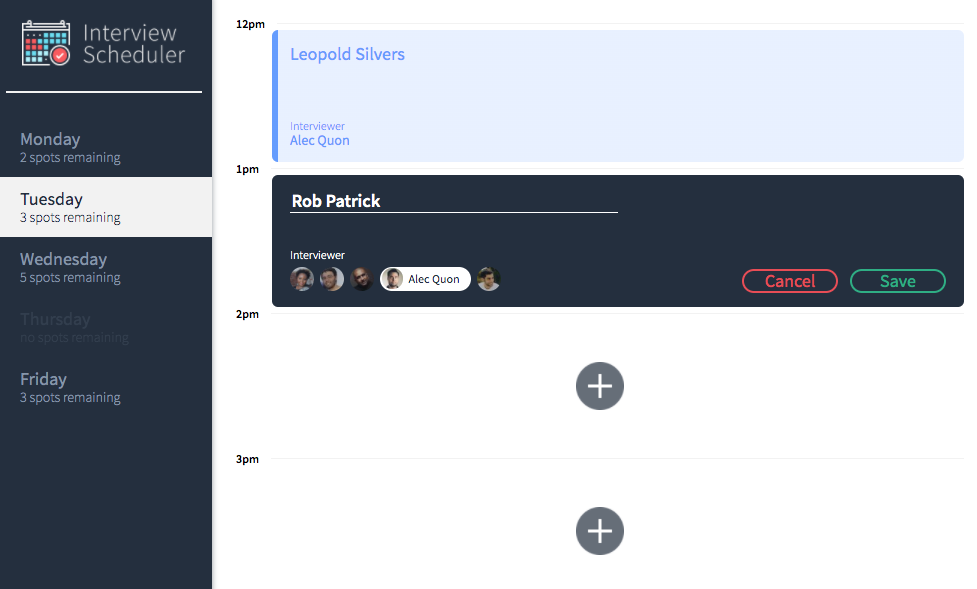 Interview
Scheduler
Monday
2 spots remaining
Tuesday
3 spots remaining
Wednesday
5 spots remaining
Thursday
no spots remaining
Friday
3 spots remaining
12pm
Leopold Silvers
Interviewer
Alec Quon
1pm
Rob Patrick
Interviewer
Alec Quon
Cancel
Save
2pm
3pm